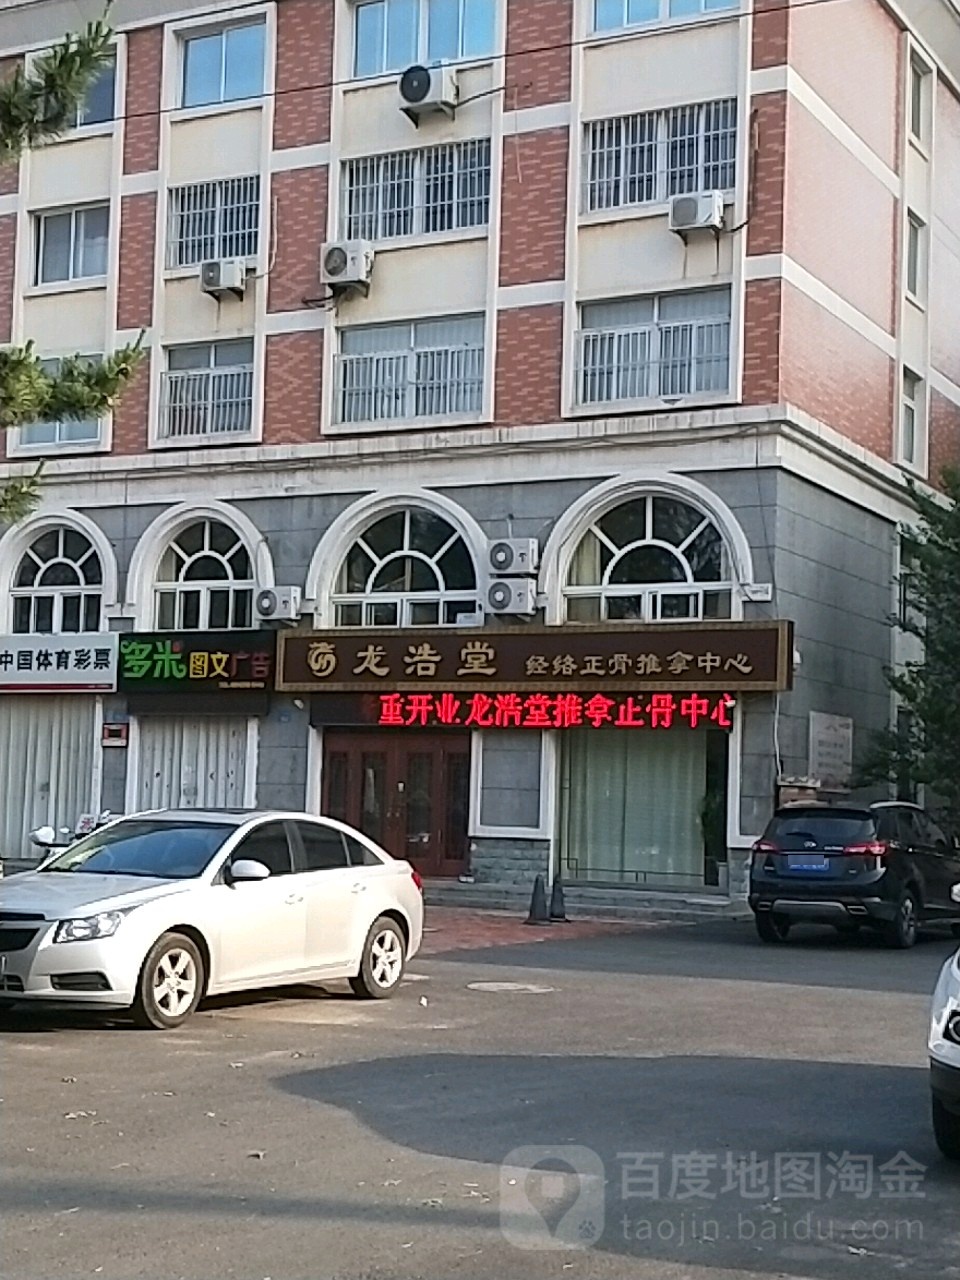 中国体育彩票
多米图文广告
龙浩堂 经络正骨推拿中心
重开业龙浩堂推拿正骨中心
百度地图淘金
taojin.baidu.com